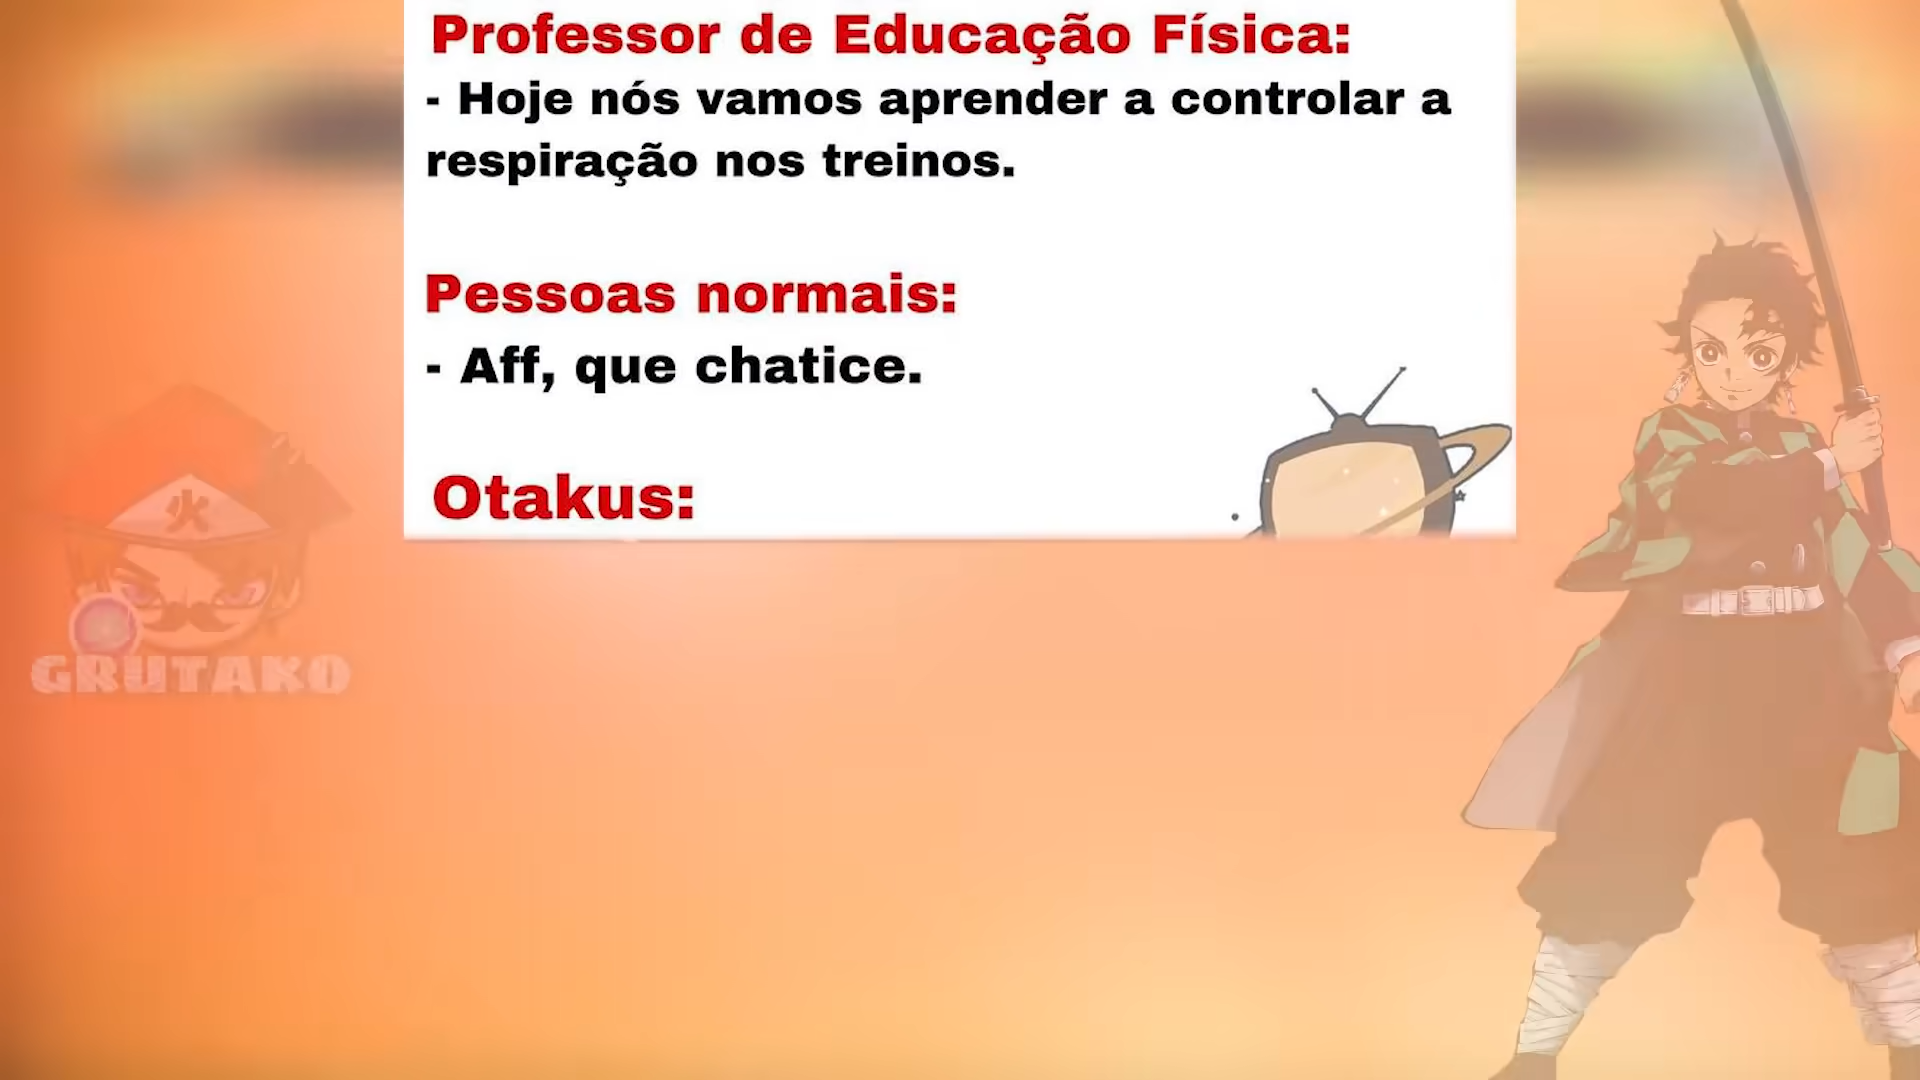 Professor de Educação Física:
- Hoje nós vamos aprender a controlar a
respiração nos treinos.
Pessoas normais:
- Aff, que chatice.
Otakus:
火
GRUTAKO